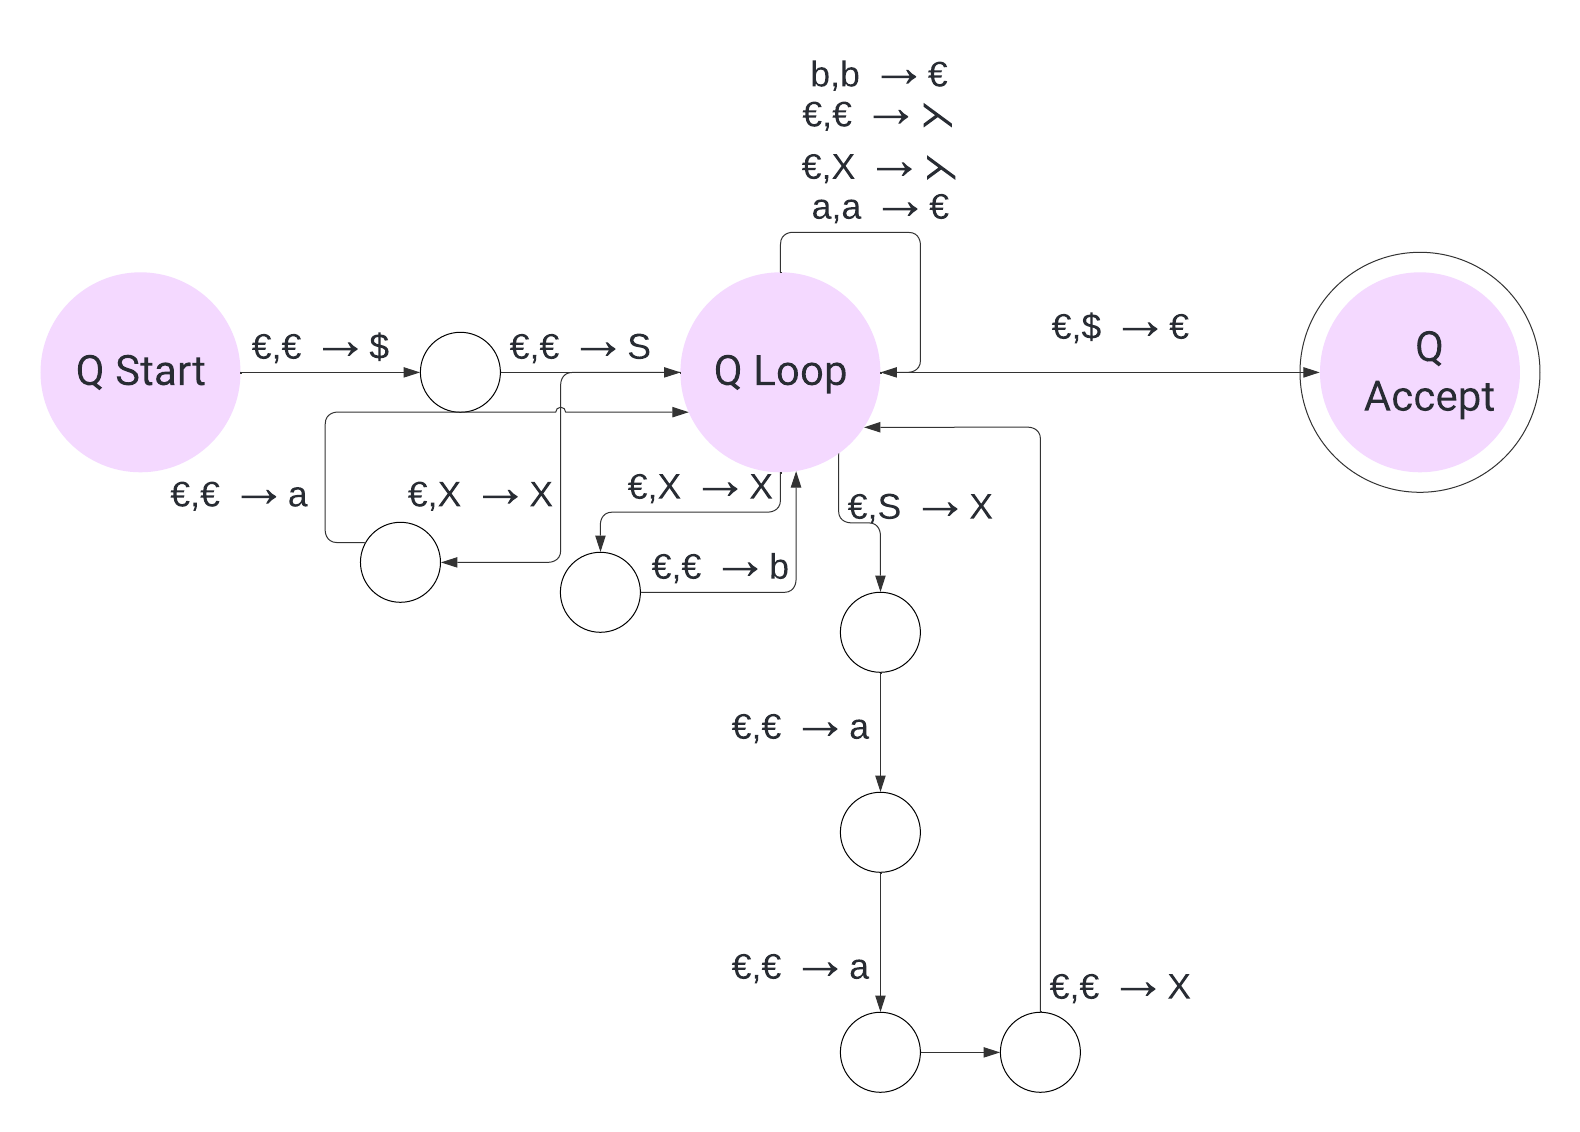 b,b → €
€,€ → ⋋
€,X → ⋋
a,a → €
Q Start
€,€ → $
€,€ → S
Q Loop
€,$ → €
Q
Accept
€,€ → a
€,X → X
€,X → X
€,S → X
€,€ → b
€,€ → a
€,€ → a
€,€ → X